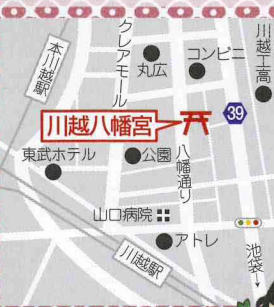 本川越駅
クレアモール
丸広
コンビニ
川越工高
川越八幡宮
39
東武ホテル
公園
八幡通り
山口病院
アトレ
川越駅
池袋→